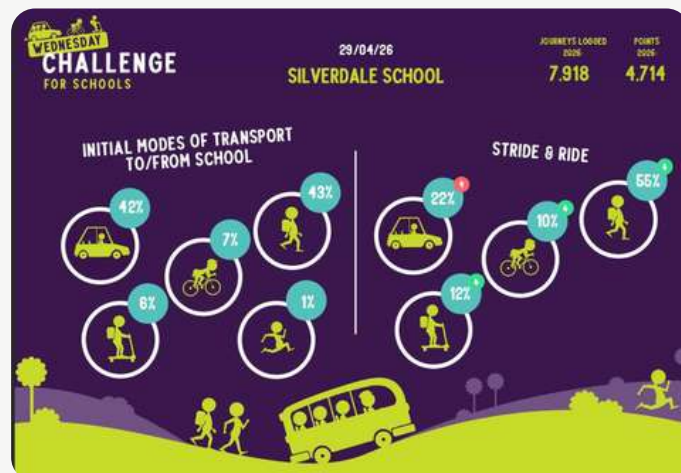 WEDNESDAY
CHALLENGE
FOR SCHOOLS
29/04/26
SILVERDALE SCHOOL
JOURNEYS LOGGED
2026
7,918
POINTS
2026
4,714
INITIAL MODES OF TRANSPORT
TO/FROM SCHOOL
42%
7%
43%
6%
1%
STRIDE & RIDE
22%
10%
55%
12%